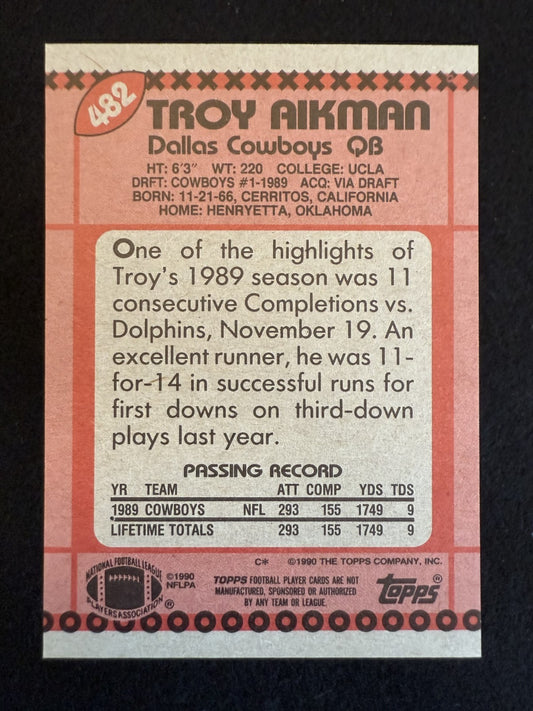 482
TROY AIKMAN
Dallas Cowboys QB
HT: 6'3" WT: 220 COLLEGE: UCLA
DRFT: COWBOYS #1-1989 ACQ: VIA DRAFT
BORN: 11-21-66, CERRITOS, CALIFORNIA
HOME: HENRYETTA, OKLAHOMA
One of the highlights of
Troy's 1989 season was 11
consecutive Completions vs.
Dolphins, November 19. An
excellent runner, he was 11-
for-14 in successful runs for
first downs on third-down
plays last year.
PASSING RECORD
YR TEAM ATT COMP YDS TDS
1989 COWBOYS NFL 293 155 1749 9
LIFETIME TOTALS 293 155 1749 9
C* ©1990 THE TOPPS COMPANY, INC.
NATIONAL FOOTBALL LEAGUE
PLAYERS ASSOCIATION ®
©1990
NFLPA
TOPPS FOOTBALL PLAYER CARDS ARE NOT
MANUFACTURED, SPONSORED OR AUTHORIZED
BY ANY TEAM OR LEAGUE.
Topps ®